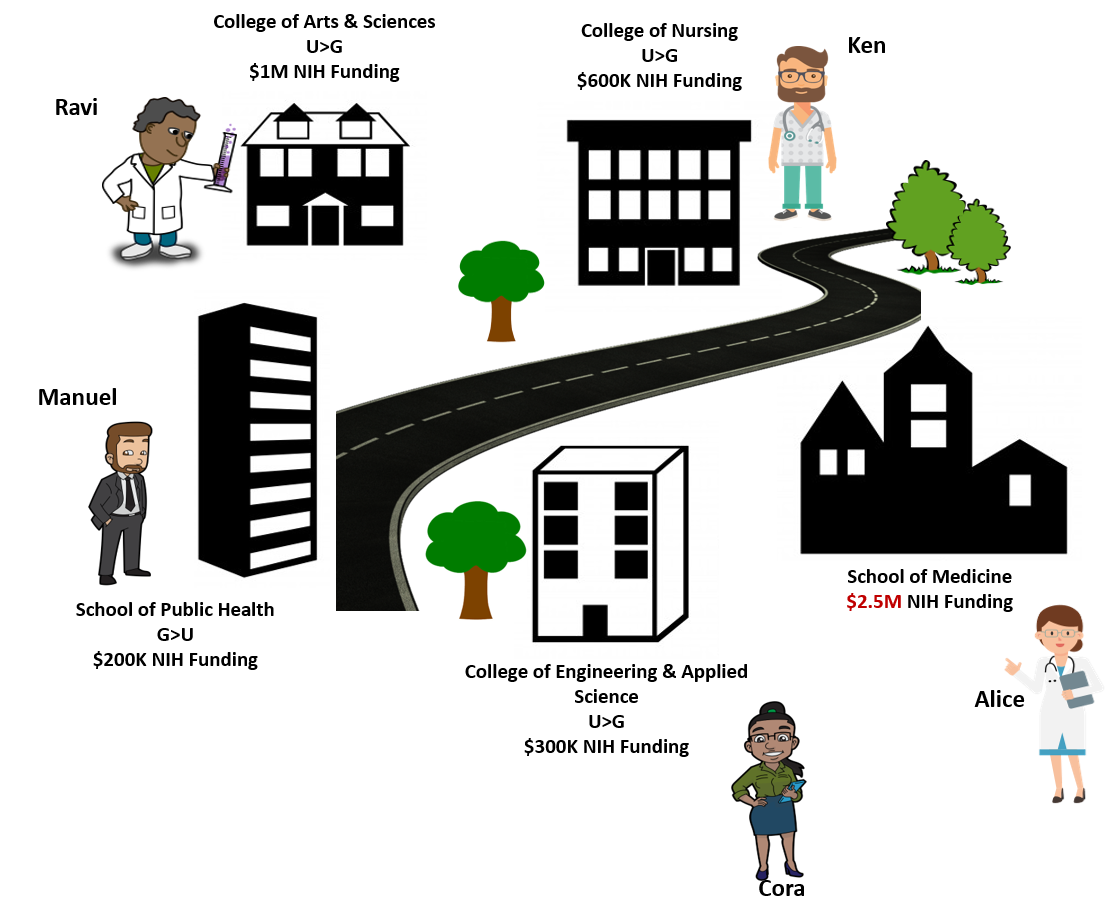 College of Arts & Sciences
U>G
$1M NIH Funding
College of Nursing
U>G
$600K NIH Funding
Ken
Ravi
Manuel
School of Medicine
$2.5M NIH Funding
School of Public Health
G>U
$200K NIH Funding
College of Engineering & Applied
Science
U>G
$300K NIH Funding
Alice
Cora